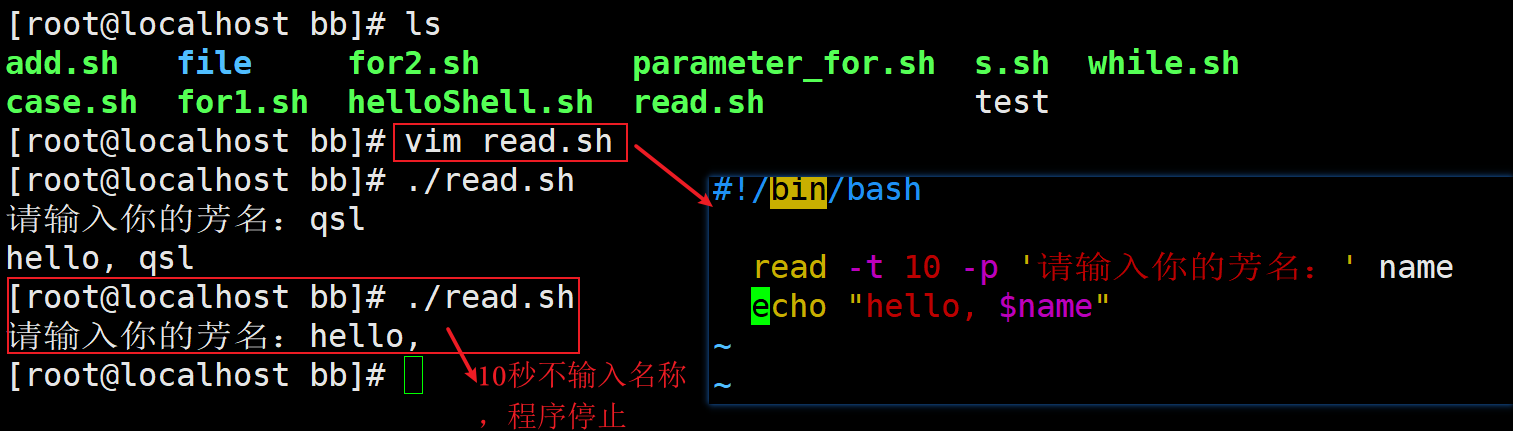 [root@localhost bb]# ls
add.sh file for2.sh parameter_for.sh s.sh while.sh
case.sh for1.sh helloShell.sh read.sh test
[root@localhost bb]# vim read.sh
[root@localhost bb]# ./read.sh
请输入你的芳名：qsl
hello, qsl
[root@localhost bb]# ./read.sh
请输入你的芳名：hello,
[root@localhost bb]#
10秒不输入名称
，程序停止
#!/bin/bash
read -t 10 -p '请输入你的芳名：' name
echo "hello, $name"
~
~